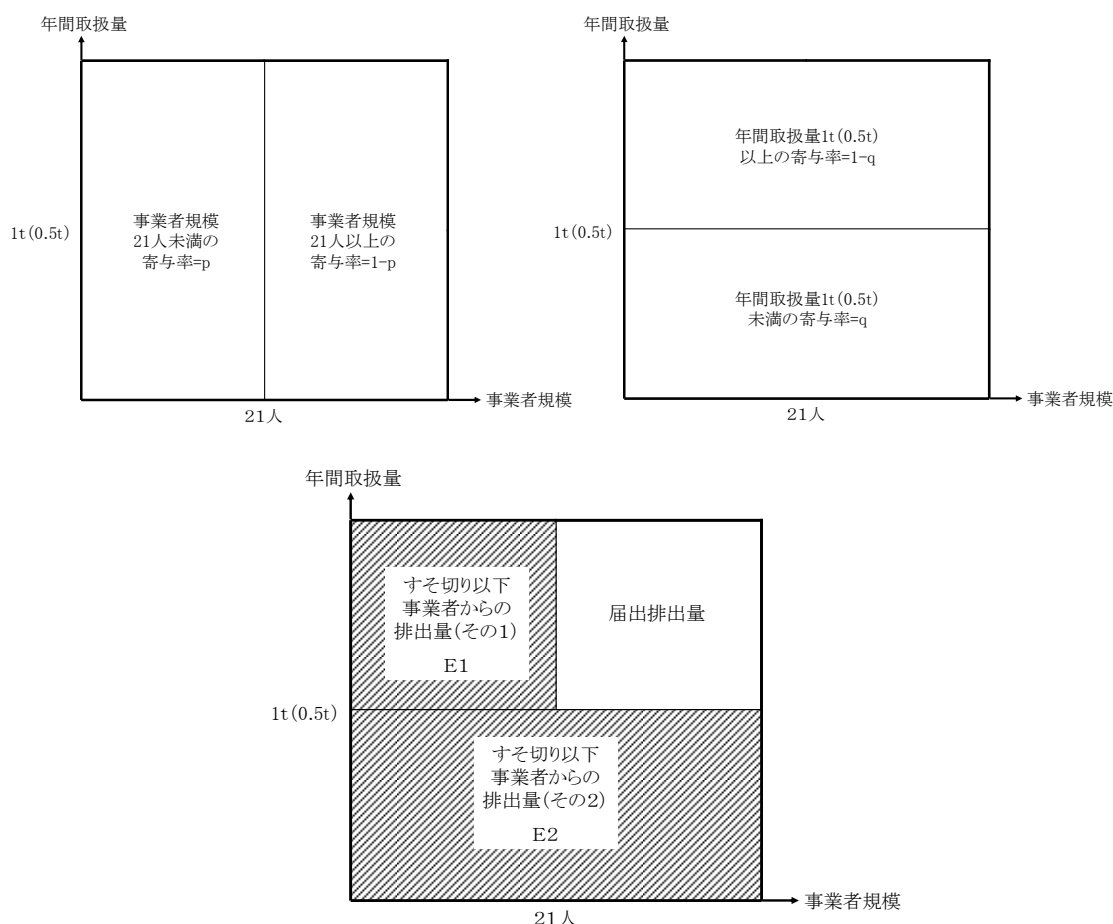 年間取扱量
1t(0.5t)
事業者規模
21人未満の
寄与率=p
事業者規模
21人以上の
寄与率=1-p
事業者規模
21人
年間取扱量
年間取扱量1t(0.5t)
以上の寄与率=1-q
1t(0.5t)
年間取扱量1t(0.5t)
未満の寄与率=q
事業者規模
21人
年間取扱量
すそ切り以下
事業者からの
排出量(その1)
E1
届出排出量
1t(0.5t)
すそ切り以下
事業者からの
排出量(その2)
E2
事業者規模
21人